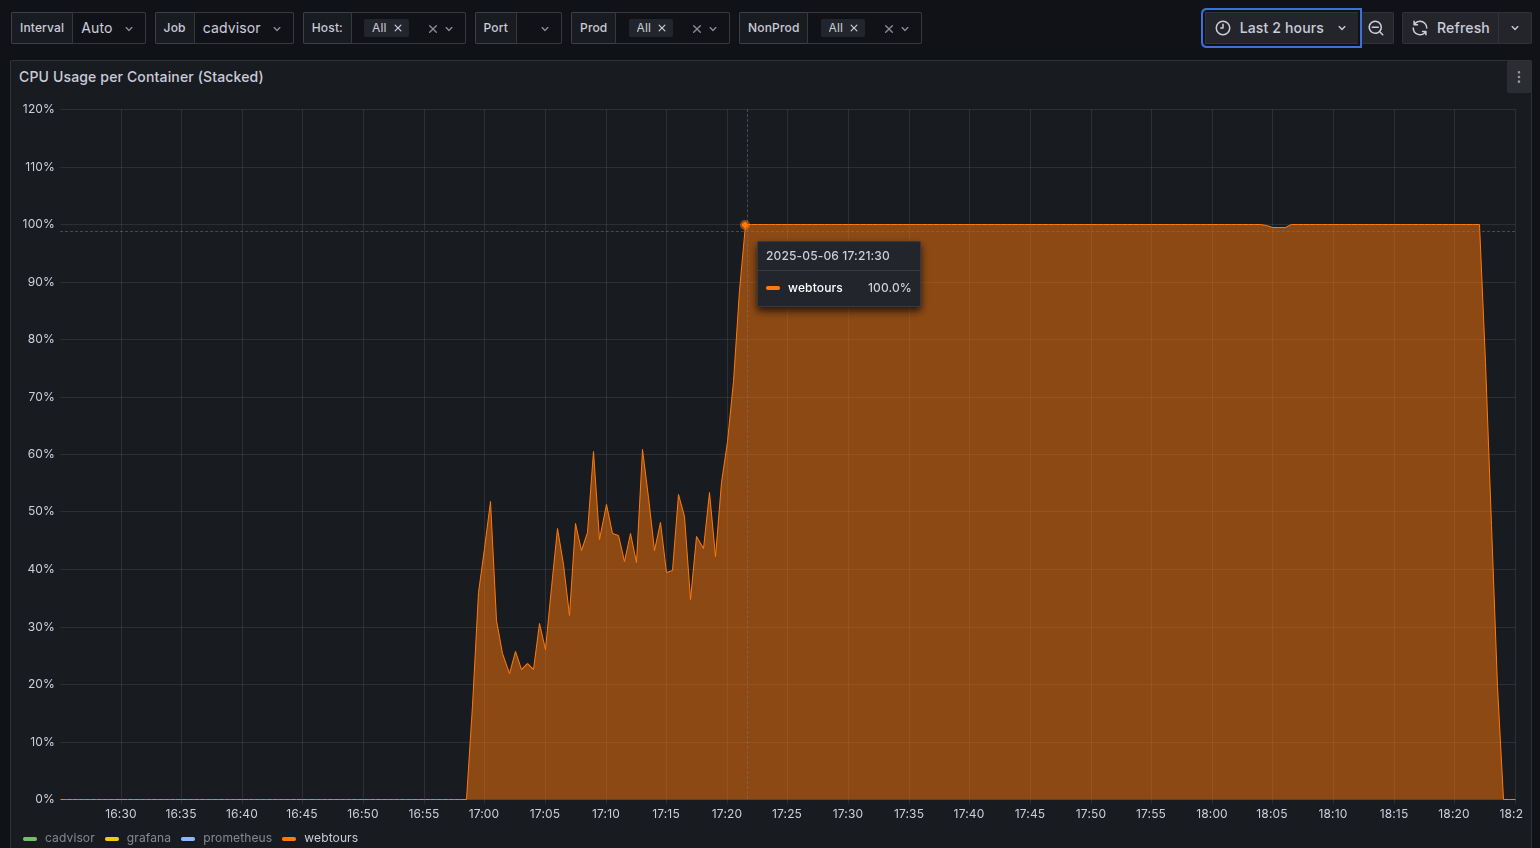 Interval Auto Job cadvisor Host: All Port Prod All NonProd All Last 2 hours Refresh
CPU Usage per Container (Stacked)
120%
110%
100%
90%
80%
70%
60%
50%
40%
30%
20%
10%
0%
2025-05-06 17:21:30
webtours 100.0%
16:30 16:35 16:40 16:45 16:50 16:55 17:00 17:05 17:10 17:15 17:20 17:25 17:30 17:35 17:40 17:45 17:50 17:55 18:00 18:05 18:10 18:15 18:20 18:2
cadvisor grafana prometheus webtours